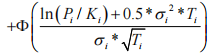 +Φ( (ln(P_i / K_i) + 0.5*σ_i^2*T_i) / (σ_i*√T_i) )